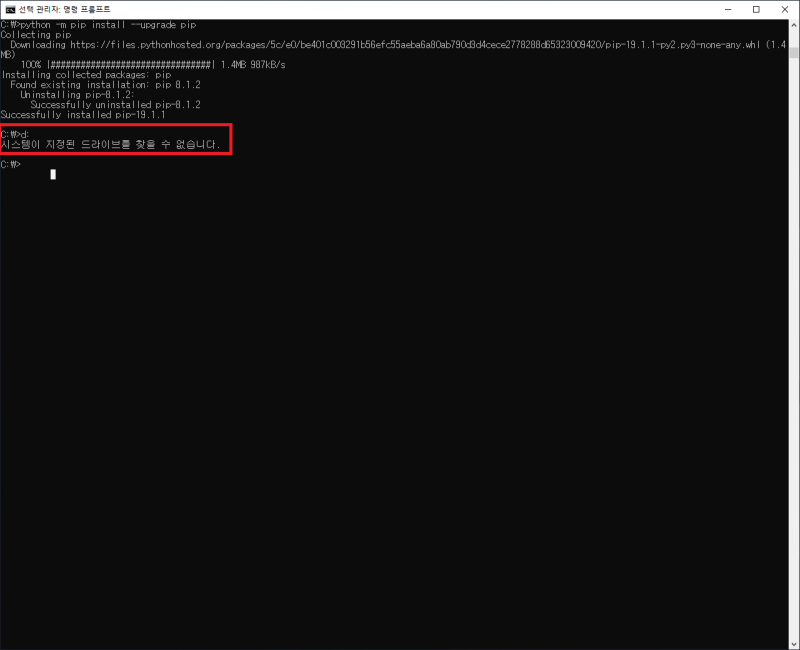 선택 관리자: 명령 프롬프트
C:\>python -m pip install --upgrade pip
Collecting pip
Downloading https://files.pythonhosted.org/packages/5c/e0/be401c003291b56efc55aeba6a80ab790d3d4cece2778288d65323009420/pip-19.1.1-py2.py3-none-any.whl (1.4
MB)
100% |################################| 1.4MB 987kB/s
Installing collected packages: pip
Found existing installation: pip 8.1.2
Uninstalling pip-8.1.2:
Successfully uninstalled pip-8.1.2
Successfully installed pip-19.1.1
C:\>d:
시스템이 지정된 드라이브를 찾을 수 없습니다.
C:\>